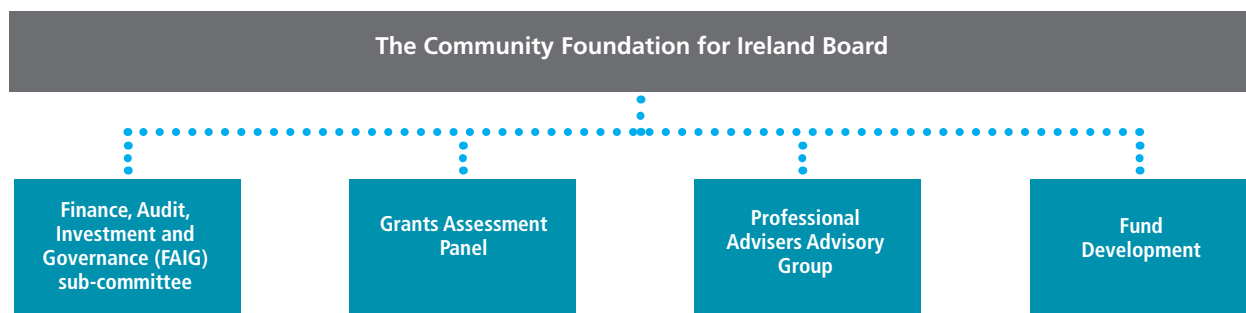 The Community Foundation for Ireland Board
Finance, Audit,
Investment and
Governance (FAIG)
sub-committee
Grants Assessment
Panel
Professional
Advisers Advisory
Group
Fund
Development